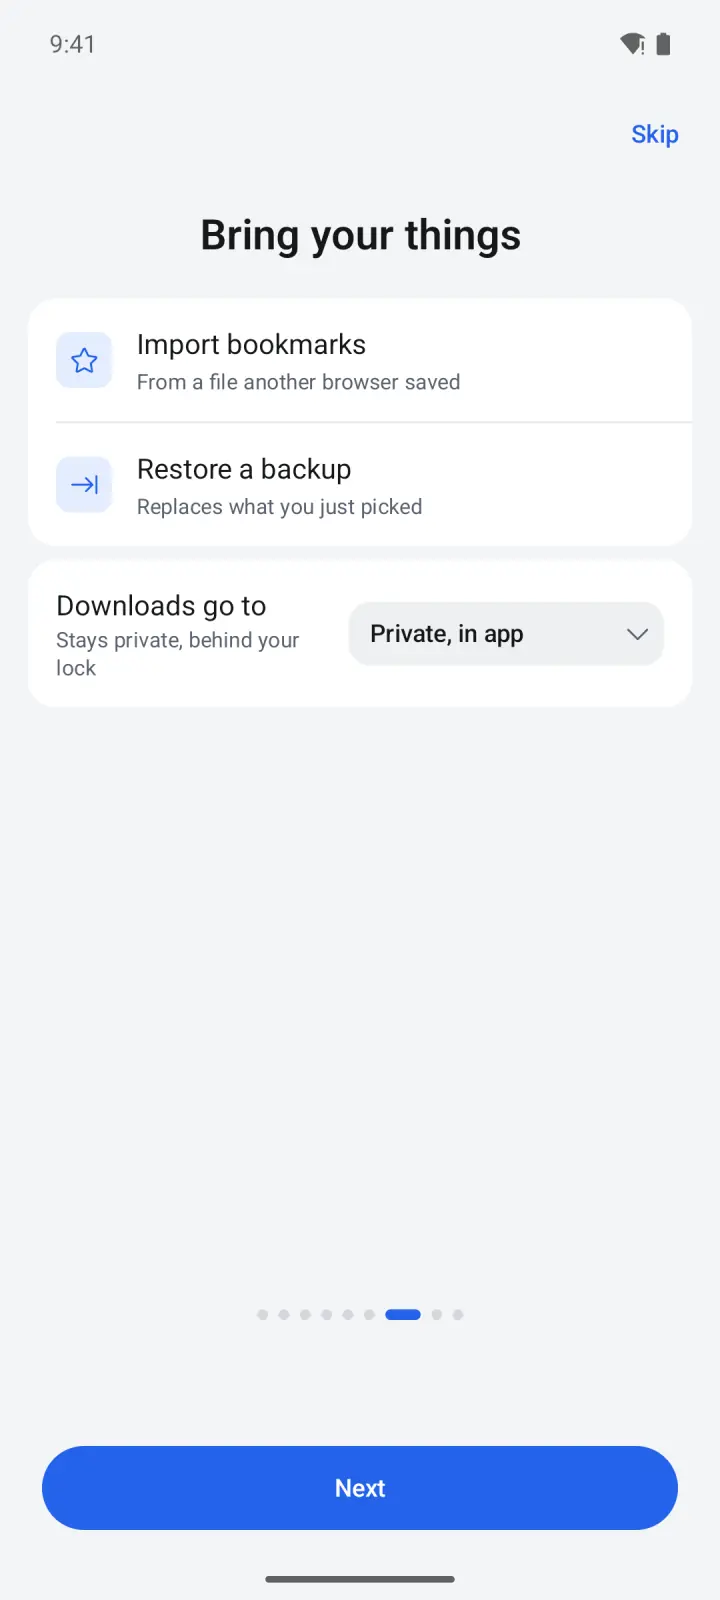 9:41
Skip
Bring your things
Import bookmarks
From a file another browser saved
Restore a backup
Replaces what you just picked
Downloads go to
Stays private, behind your
lock
Private, in app
Next